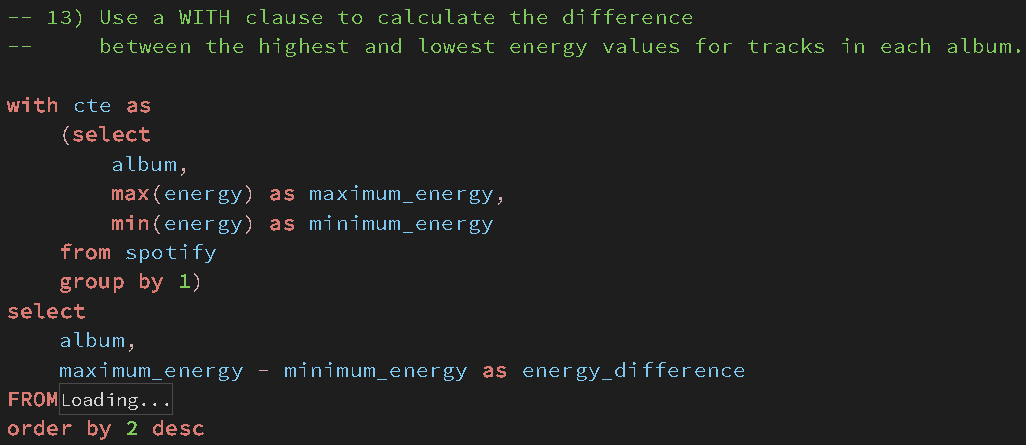 -- 13) Use a WITH clause to calculate the difference
--     between the highest and lowest energy values for tracks in each album.
with cte as
    (select
        album,
        max(energy) as maximum_energy,
        min(energy) as minimum_energy
    from spotify
    group by 1)
select
    album,
    maximum_energy - minimum_energy as energy_difference
FROM Loading...
order by 2 desc